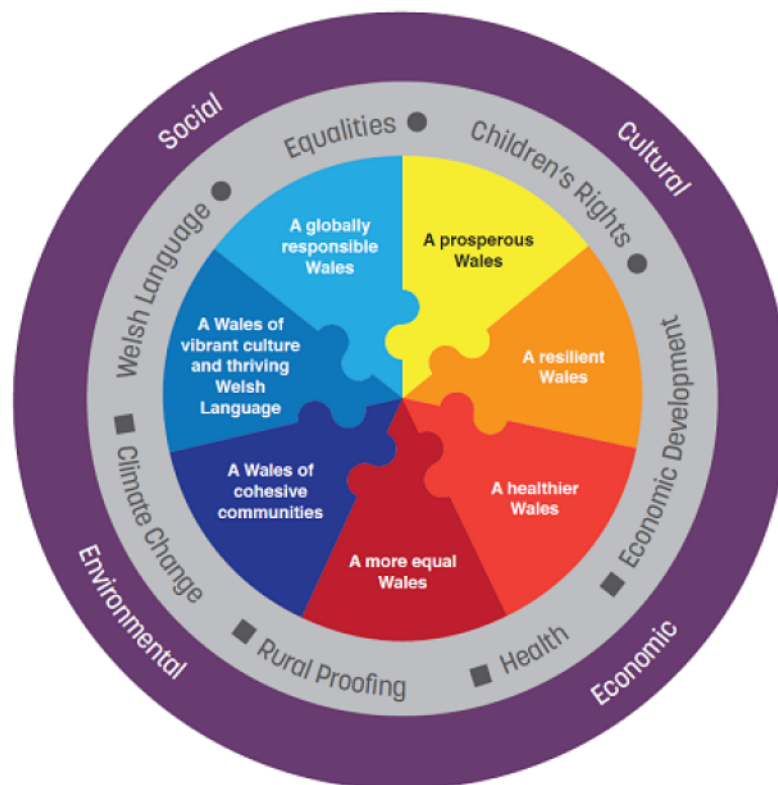 Social
Cultural
Environmental
Economic
Equalities
Children's Rights
Welsh Language
Economic Development
Climate Change
Rural Proofing
Health
A globally
responsible
Wales
A prosperous
Wales
A Wales of
vibrant culture
and thriving
Welsh
Language
A resilient
Wales
A Wales of
cohesive
communities
A healthier
Wales
A more equal
Wales